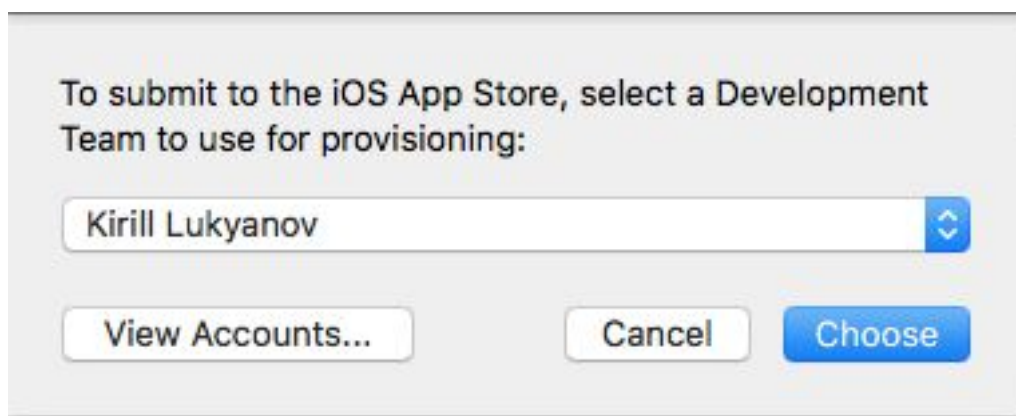 To submit to the iOS App Store, select a Development
Team to use for provisioning:
Kirill Lukyanov
View Accounts... Cancel Choose